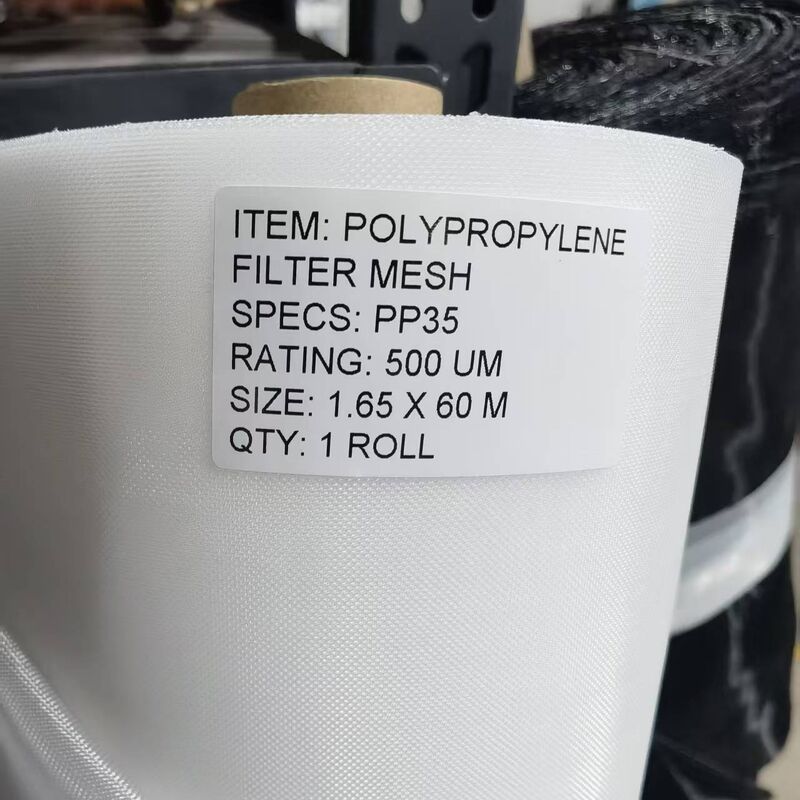 ITEM: POLYPROPYLENE
FILTER MESH
SPECS: PP35
RATING: 500 UM
SIZE: 1.65 X 60 M
QTY: 1 ROLL